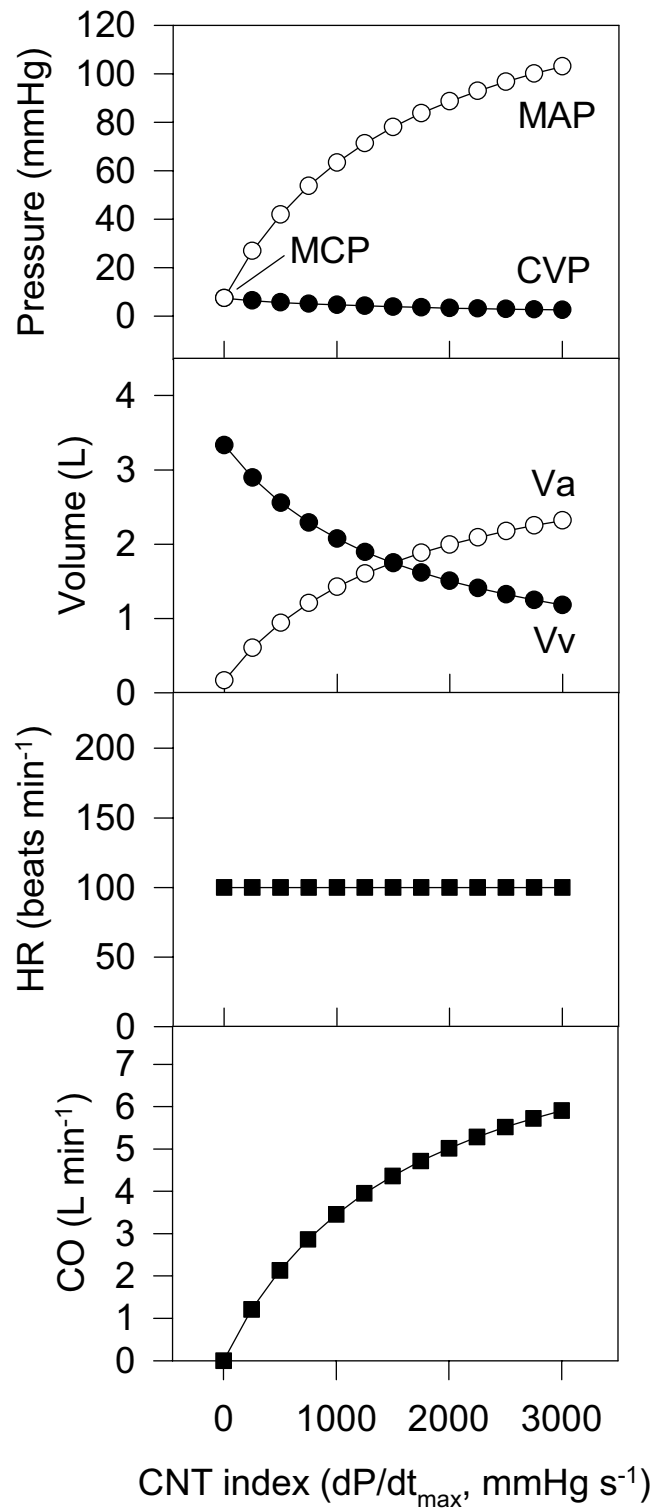 Pressure (mmHg)
120
100
80
60
40
20
0
MAP
MCP
CVP
Volume (L)
4
3
2
1
0
Va
Vv
HR (beats min⁻¹)
200
150
100
50
0
CO (L min⁻¹)
7
6
5
4
3
2
1
0
0 1000 2000 3000
CNT index (dP/dtₘₐₓ, mmHg s⁻¹)